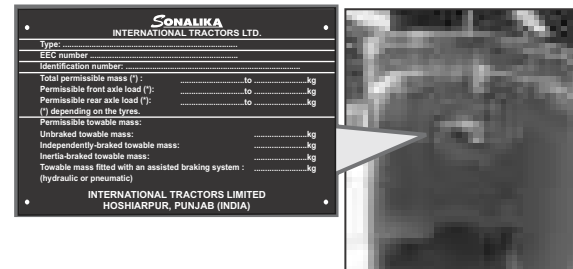 SONALIKA
INTERNATIONAL TRACTORS LTD.
Type: ..........................................................................
EEC number ...............................................................
Identification number: ..........................................................................
Total permissible mass (*) : ...........................to ......................kg
Permissible front axle load (*): ...........................to ......................kg
Permissible rear axle load (*): ...........................to ......................kg
(*) depending on the tyres.
Permissible towable mass:
Unbraked towable mass: ......................kg
Independently-braked towable mass: ......................kg
Inertia-braked towable mass: ......................kg
Towable mass fitted with an assisted braking system : ......................kg
(hydraulic or pneumatic)
INTERNATIONAL TRACTORS LIMITED
HOSHIARPUR, PUNJAB (INDIA)